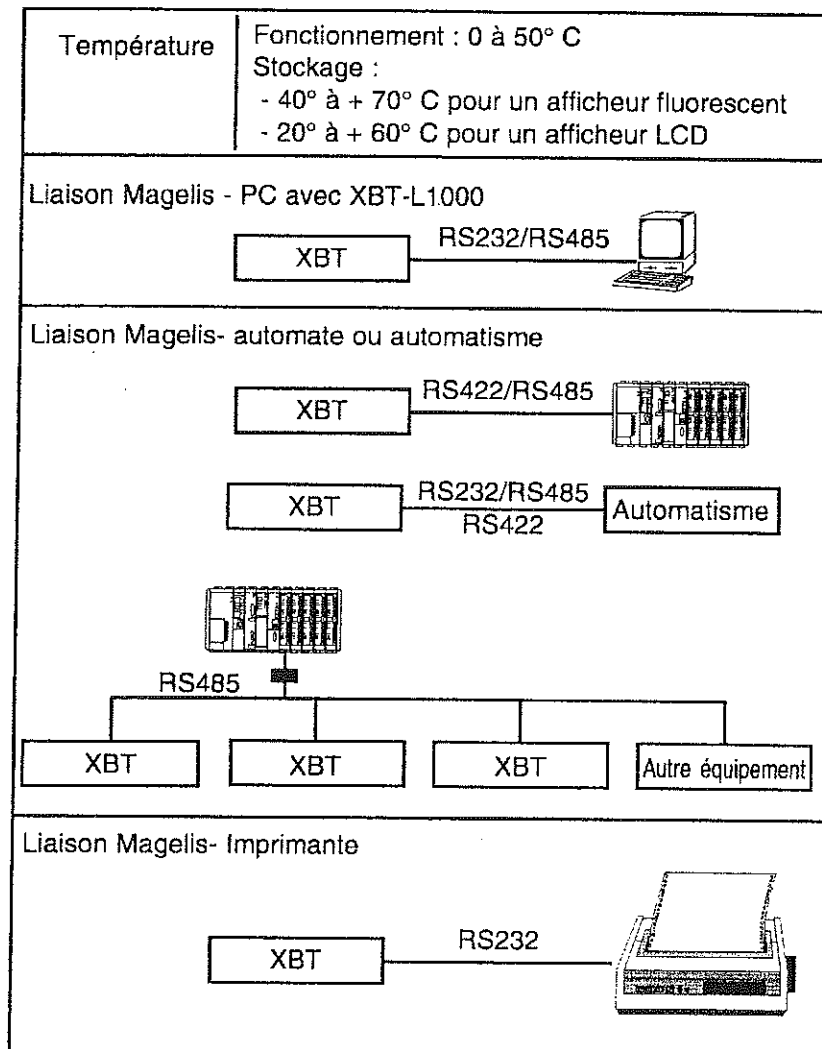 Température
Fonctionnement : 0 à 50° C
Stockage :
- 40° à + 70° C pour un afficheur fluorescent
- 20° à + 60° C pour un afficheur LCD
Liaison Magelis - PC avec XBT-L1000
XBT
RS232/RS485
Liaison Magelis- automate ou automatisme
XBT
RS422/RS485
XBT
RS232/RS485
RS422
Automatisme
RS485
XBT
XBT
XBT
Autre équipement
Liaison Magelis- Imprimante
XBT
RS232